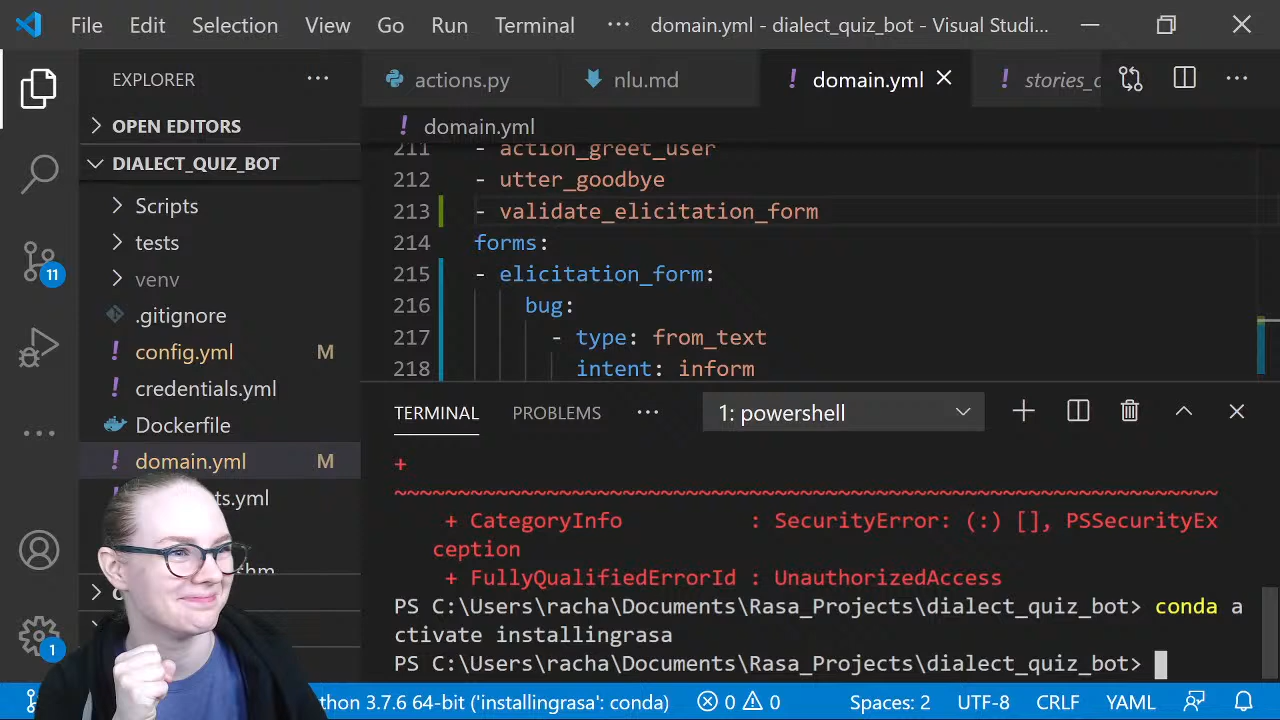 File Edit Selection View Run Go Terminal ··· domain.yml - dialect_quiz_bot - Visual Studi...
EXPLORER ···
actions.py
nlu.md
domain.yml
stories_c
OPEN EDITORS
domain.yml
DIALECT_QUIZ_BOT
Scripts
tests
venv
.gitignore
config.yml M
credentials.yml
Dockerfile
domain.yml M
ts.yml
11
1
211 - action_greet_user
212 - utter_goodbye
213 - validate_elicitation_form
214 forms:
215 - elicitation_form:
216 bug:
217 - type: from_text
218 intent: inform
TERMINAL PROBLEMS ··· 1: powershell
+
~~~~~~~~~~~~~~~~~~~~~~~~~~~~~~~~~~~~~~~~~~~~~~~~~~~~~~~~~~~~~~~~~
+ CategoryInfo : SecurityError: (:) [], PSSecurityEx
ception
+ FullyQualifiedErrorId : UnauthorizedAccess
PS C:\Users\racha\Documents\Rasa_Projects\dialect_quiz_bot> conda a
ctivate installingrasa
PS C:\Users\racha\Documents\Rasa_Projects\dialect_quiz_bot>
thon 3.7.6 64-bit ('installingrasa': conda) 0 0 Spaces: 2 UTF-8 CRLF YAML